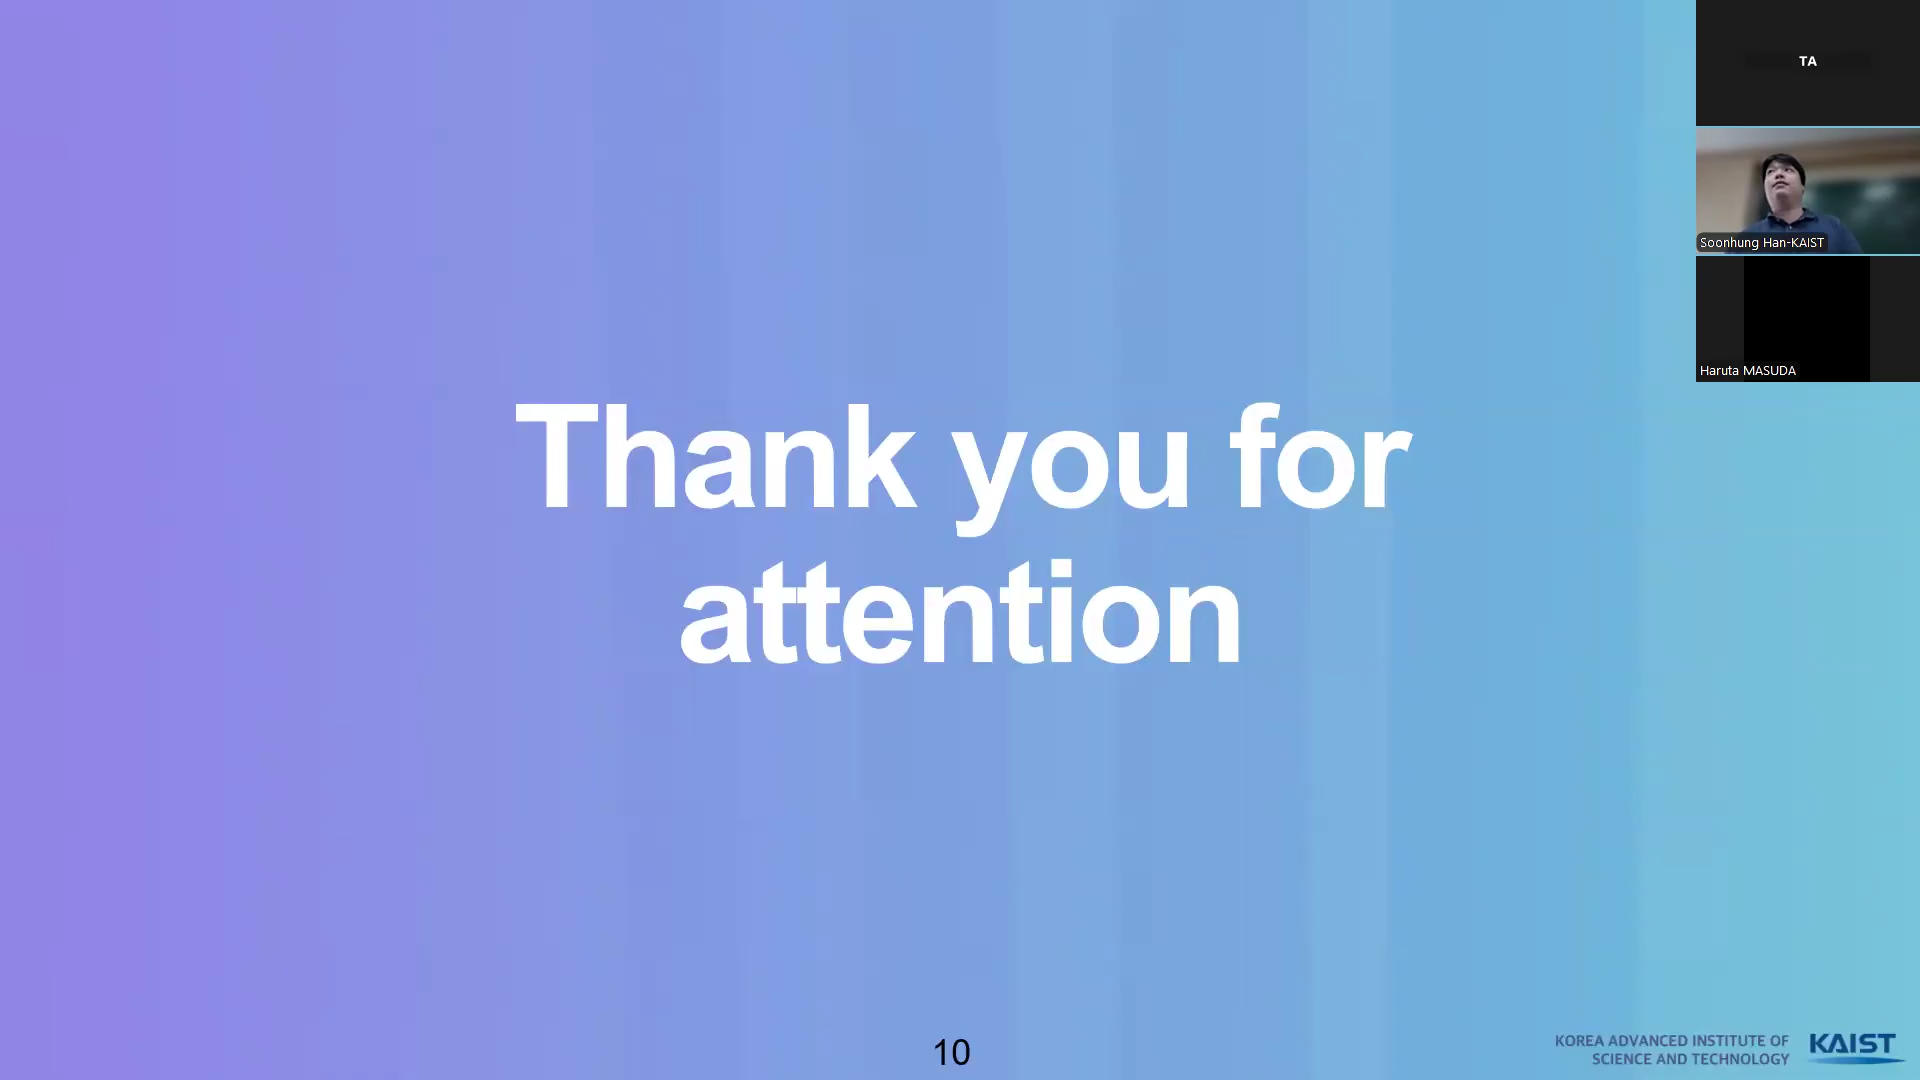 TA
Soonhung Han-KAIST
Haruta MASUDA
Thank you for
attention
10
KOREA ADVANCED INSTITUTE OF
SCIENCE AND TECHNOLOGY
KAIST